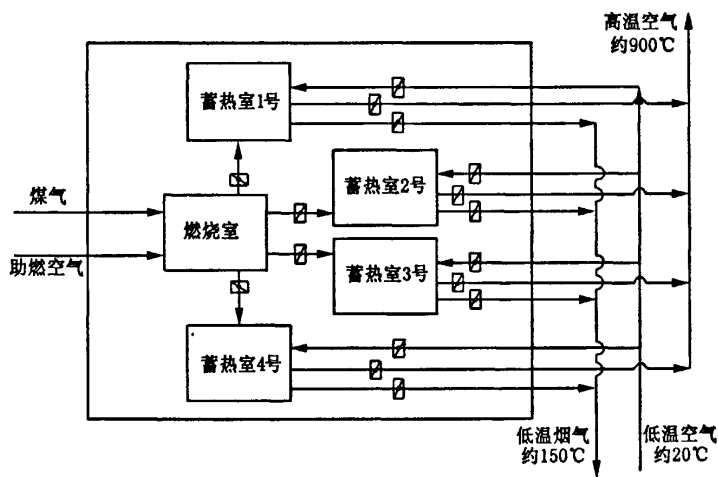 高温空气
约900℃
蓄热室1号
蓄热室2号
煤气
燃烧室
助燃空气
蓄热室3号
蓄热室4号
低温烟气
约150℃
低温空气
约20℃